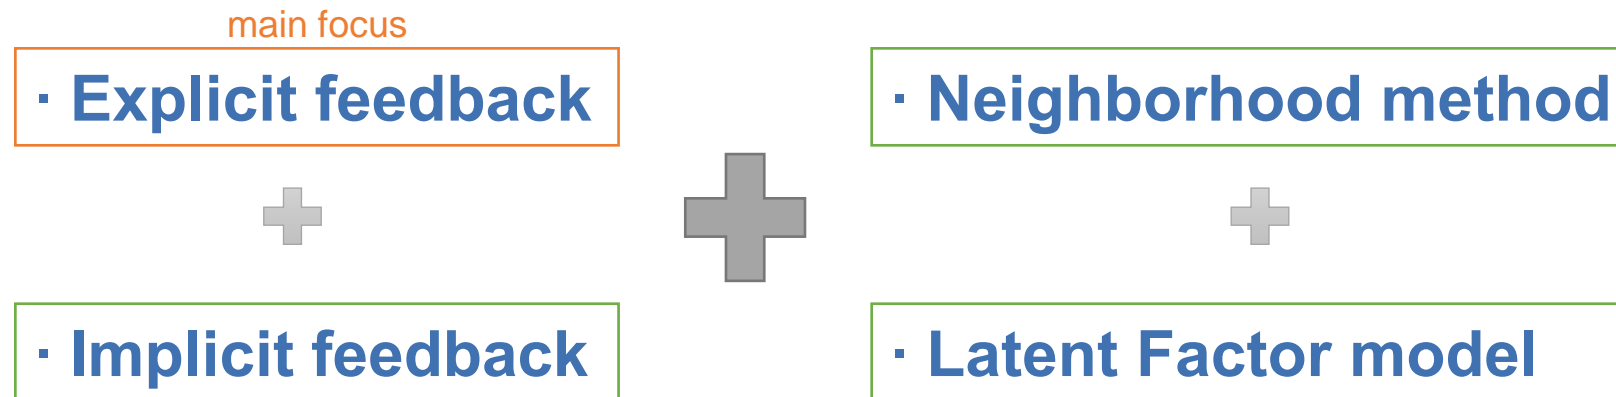 main focus
· Explicit feedback
· Neighborhood method
· Implicit feedback
· Latent Factor model